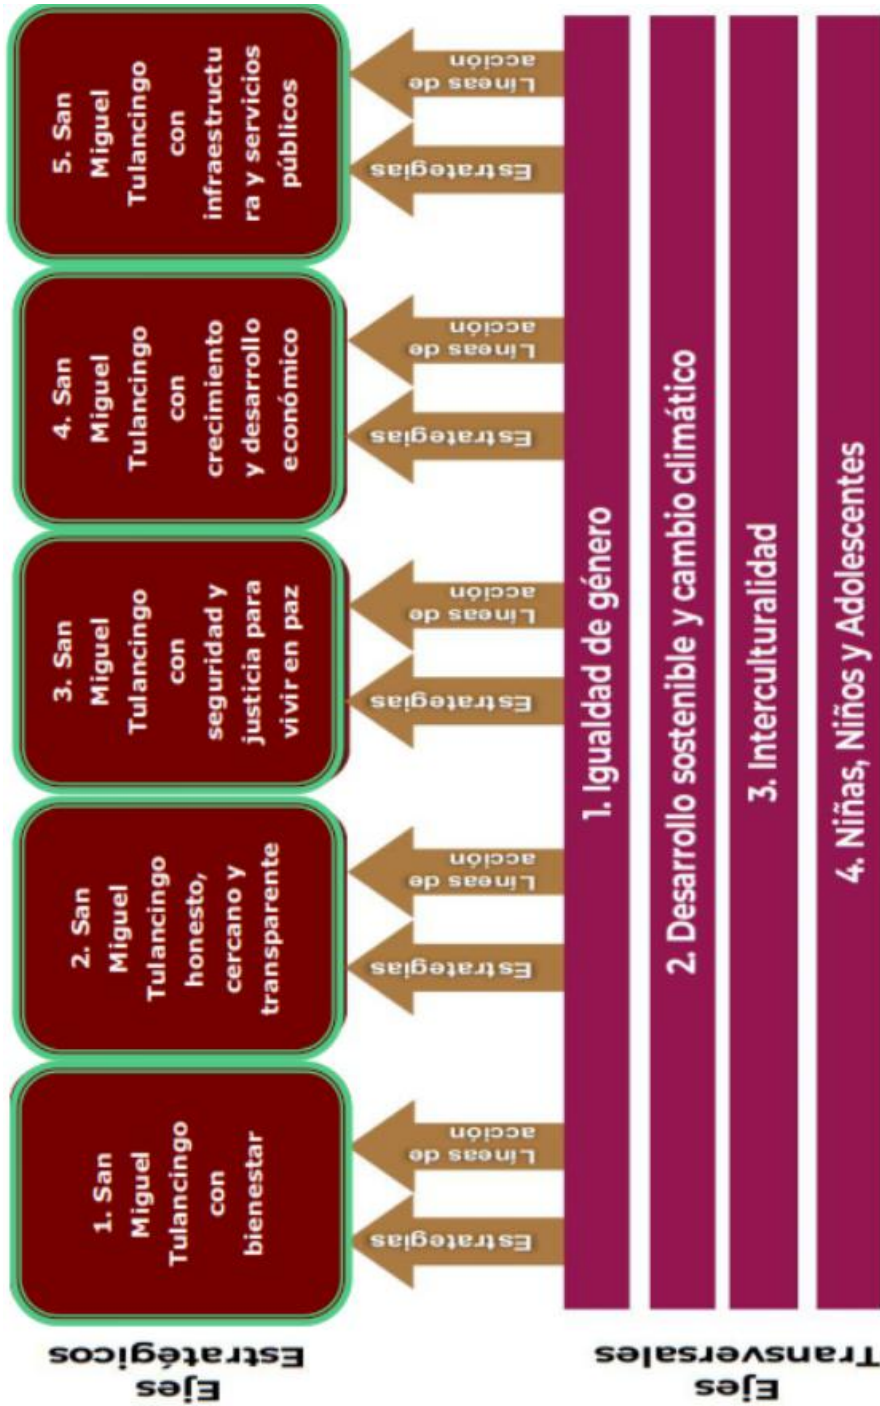 Ejes
Estratégicos
1. San
Miguel
Tulancingo
con
bienestar
2. San
Miguel
Tulancingo
honesto,
cercano y
transparente
3. San
Miguel
Tulancingo
con
seguridad y
justicia para
vivir en paz
4. San
Miguel
Tulancingo
con
crecimiento
y desarrollo
económico
5. San
Miguel
Tulancingo
con
infraestructu
ra y servicios
públicos
Estrategias
Líneas de
acción
Estrategias
Líneas de
acción
Estrategias
Líneas de
acción
Estrategias
Líneas de
acción
Estrategias
Líneas de
acción
Ejes
Transversales
1. Igualdad de género
2. Desarrollo sostenible y cambio climático
3. Interculturalidad
4. Niñas, Niños y Adolescentes